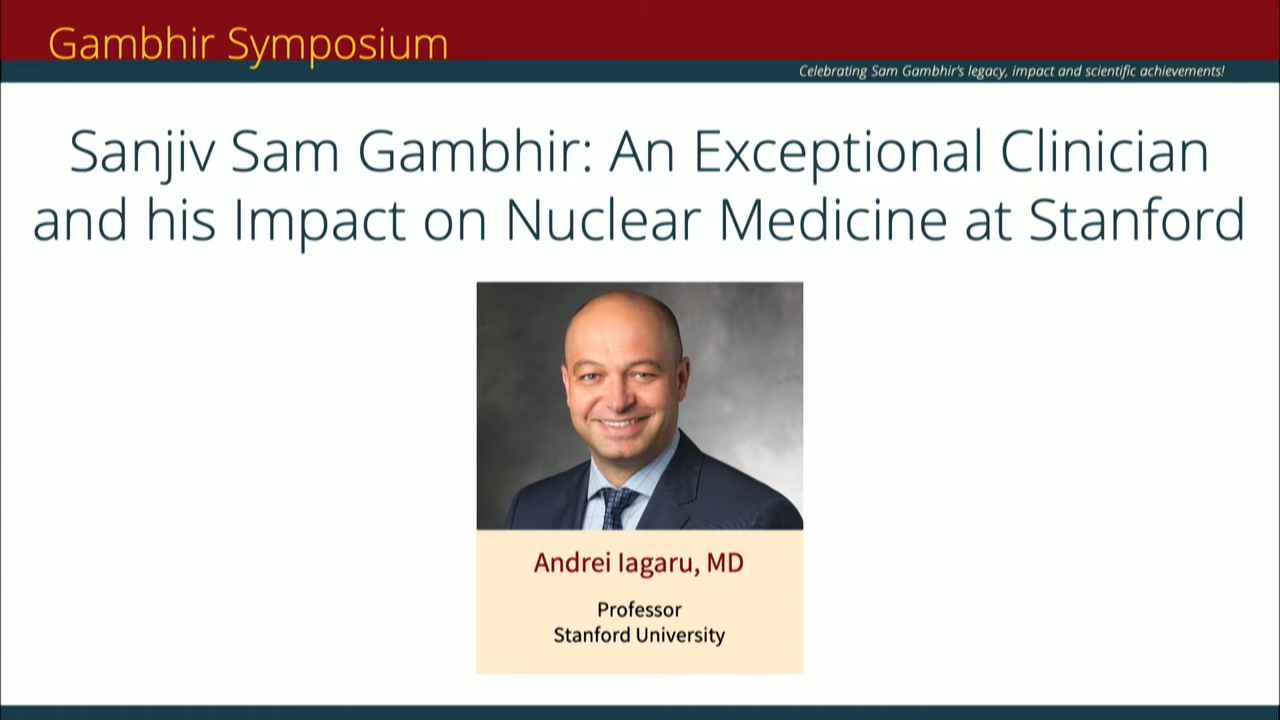 Gambhir Symposium
Celebrating Sam Gambhir's legacy, impact and scientific achievements!
Sanjiv Sam Gambhir: An Exceptional Clinician
and his Impact on Nuclear Medicine at Stanford
Andrei Iagaru, MD
Professor
Stanford University